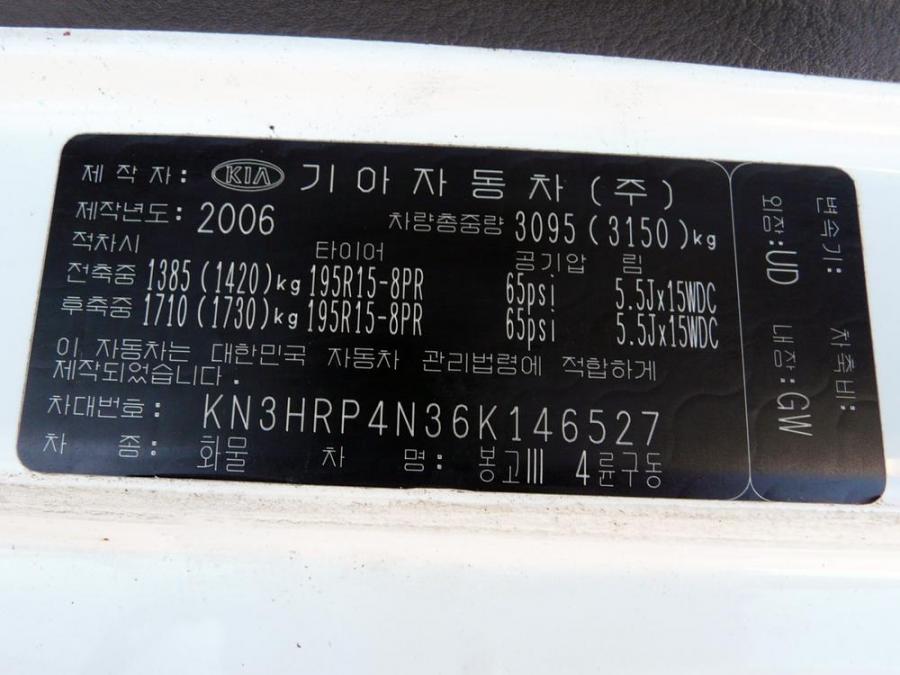 제작자: KIA 기아자동차(주)
제작년도: 2006 차량총중량 3095(3150)kg
적차시 타이어 공기압 림
전축중 1385(1420)kg 195R15-8PR 65psi 5.5Jx15WDC
후축중 1710(1730)kg 195R15-8PR 65psi 5.5Jx15WDC
이 자동차는 대한민국 자동차 관리법령에 적합하게
제작되었습니다.
차대번호: KN3HRP4N36K146527
차 종: 화물 차 명: 봉고III 4륜구동
변속기: 차축비:
외장:UD 내장:GW